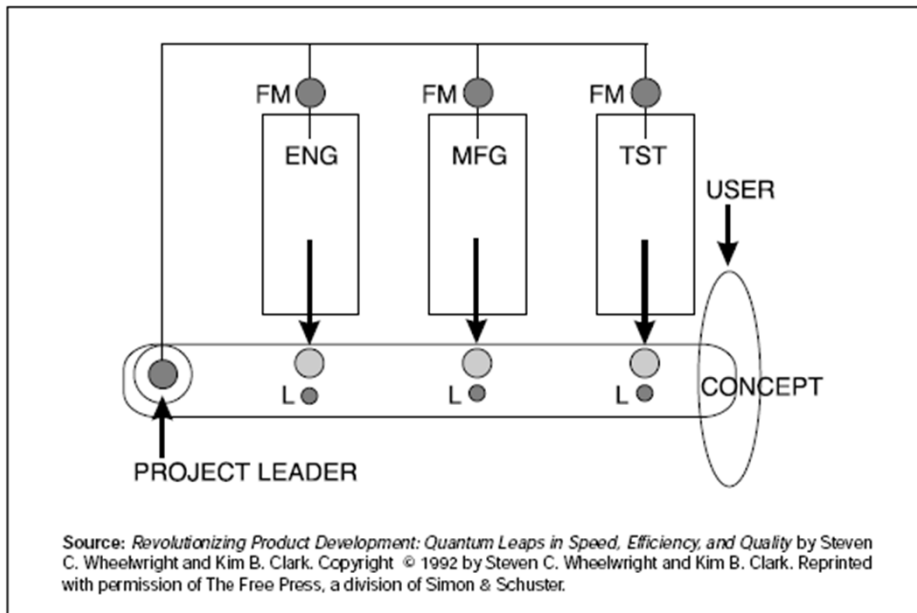 FM FM FM
ENG MFG TST
USER
CONCEPT
L L L
PROJECT LEADER
Source: Revolutionizing Product Development: Quantum Leaps in Speed, Efficiency, and Quality by Steven
C. Wheelwright and Kim B. Clark. Copyright © 1992 by Steven C. Wheelwright and Kim B. Clark. Reprinted
with permission of The Free Press, a division of Simon & Schuster.